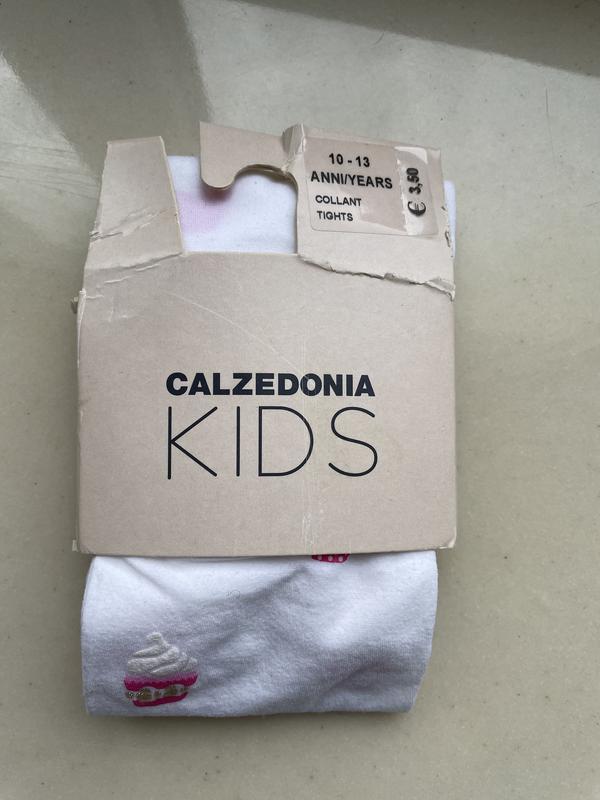 10 - 13
ANNI/YEARS
COLLANT
TIGHTS
€ 3,50
CALZEDONIA
KIDS